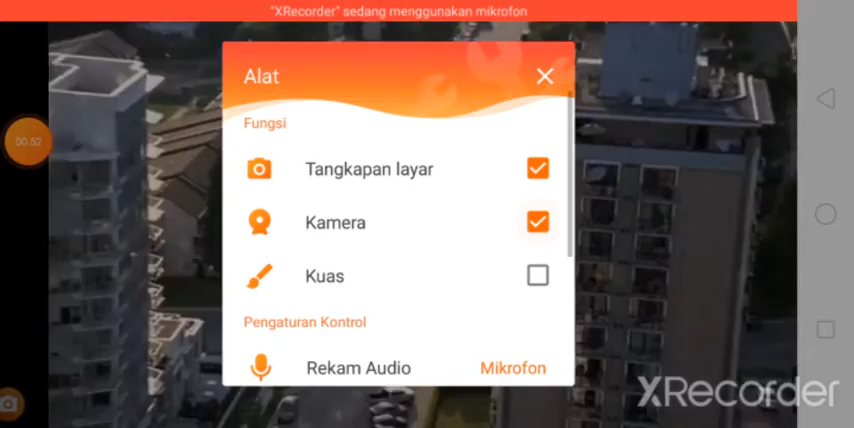 "XRecorder" sedang menggunakan mikrofon
Alat
Fungsi
00.52
Tangkapan layar
Kamera
Kuas
Pengaturan Kontrol
Rekam Audio Mikrofon
XRecorder